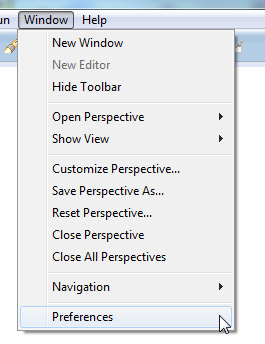 un Window Help
New Window
New Editor
Hide Toolbar
Open Perspective
Show View
Customize Perspective...
Save Perspective As...
Reset Perspective...
Close Perspective
Close All Perspectives
Navigation
Preferences